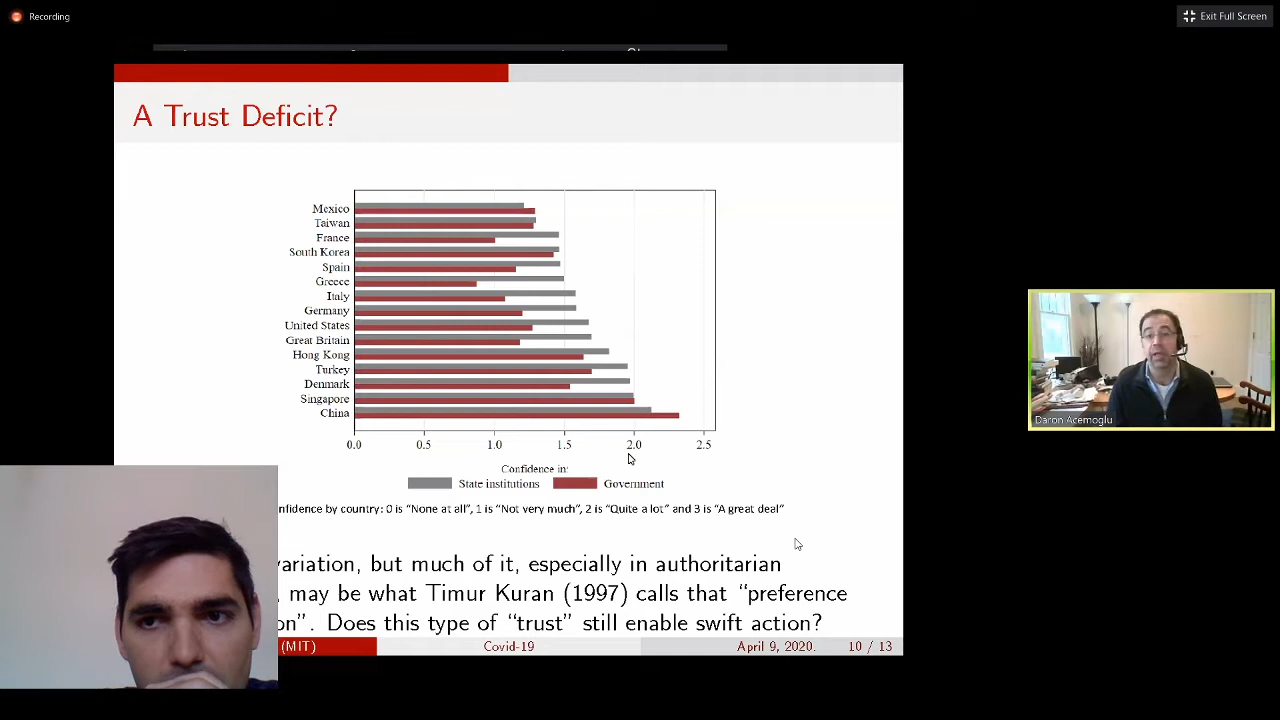 Recording
Exit Full Screen
A Trust Deficit?
Mexico
Taiwan
France
South Korea
Spain
Greece
Italy
Germany
United States
Great Britain
Hong Kong
Turkey
Denmark
Singapore
China
0.0 0.5 1.0 1.5 2.0 2.5
Confidence in:
State institutions Government
nfidence by country: 0 is “None at all”, 1 is “Not very much”, 2 is “Quite a lot” and 3 is “A great deal”
ariation, but much of it, especially in authoritarian
, may be what Timur Kuran (1997) calls that “preference
on”. Does this type of “trust” still enable swift action?
(MIT) Covid-19 April 9, 2020. 10 / 13
Daron Acemoglu